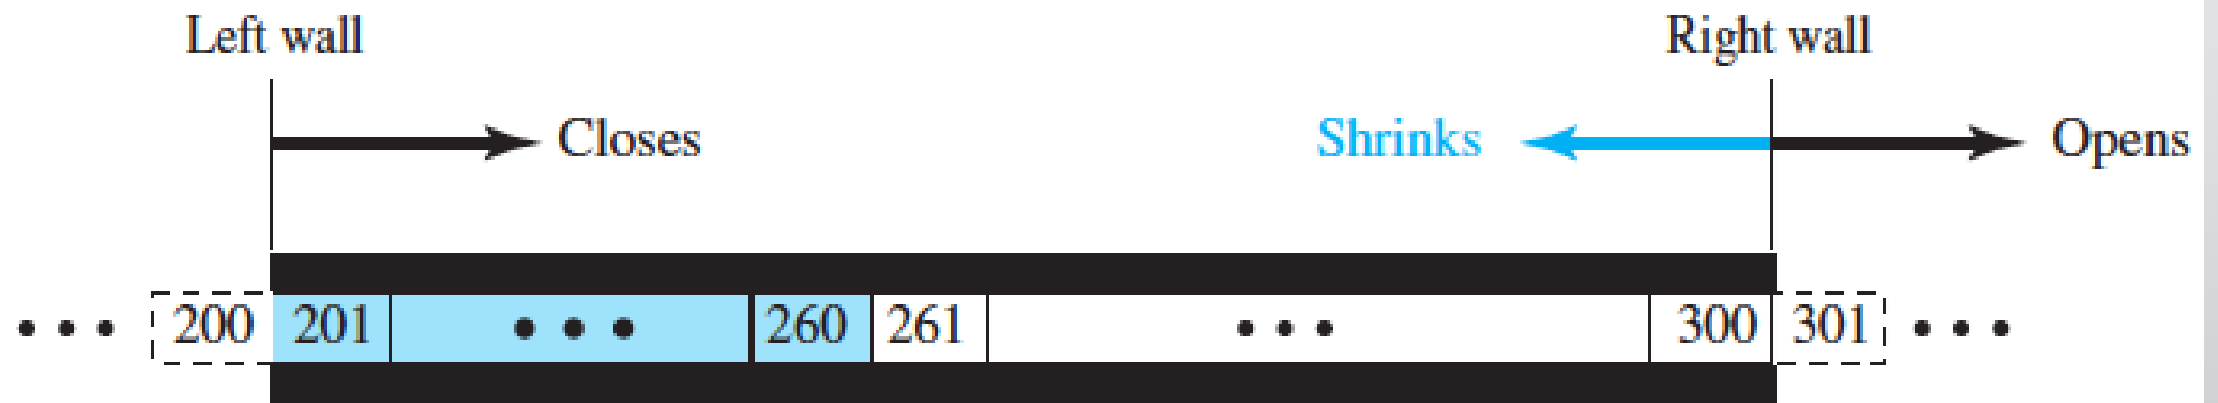 Left wall Right wall
Closes Shrinks Opens
• • • 200 201 • • • 260 261 • • • 300 301 • • •